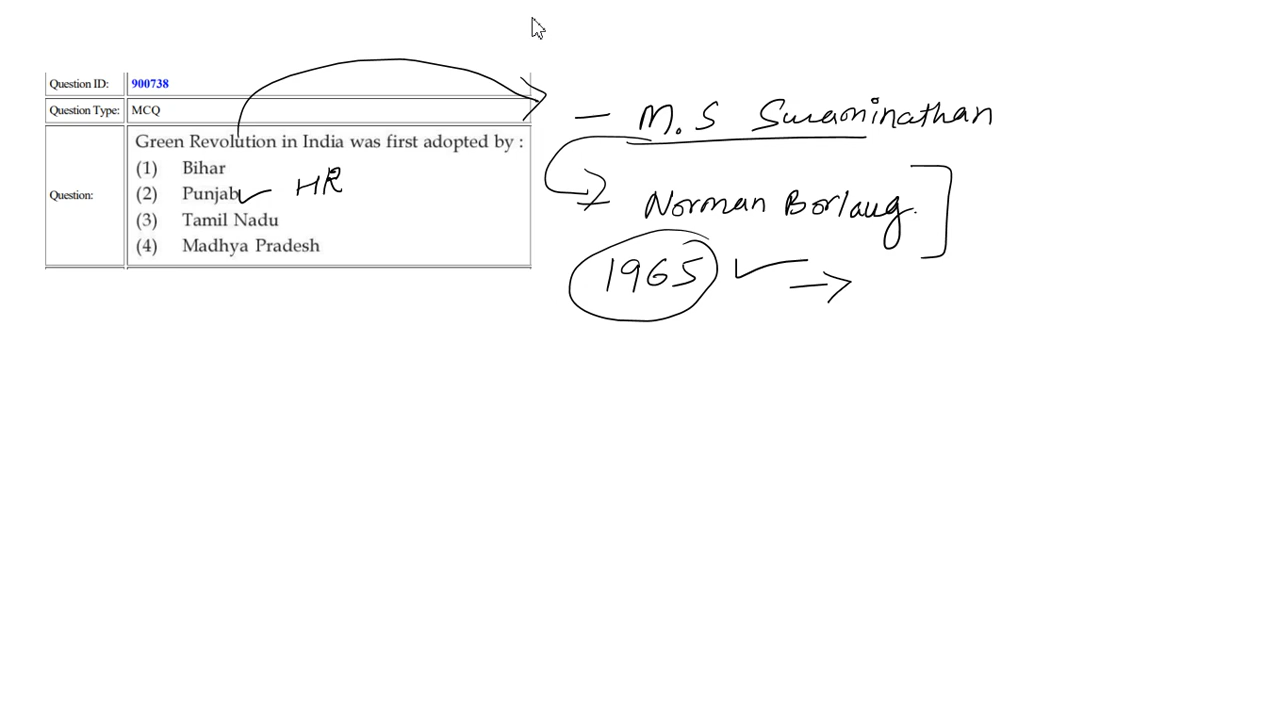 Question ID: 900738
Question Type: MCQ
Question: Green Revolution in India was first adopted by :
(1) Bihar
(2) Punjab HR
(3) Tamil Nadu
(4) Madhya Pradesh
— M. S Swaminathan
Norman Borlaug.
1965